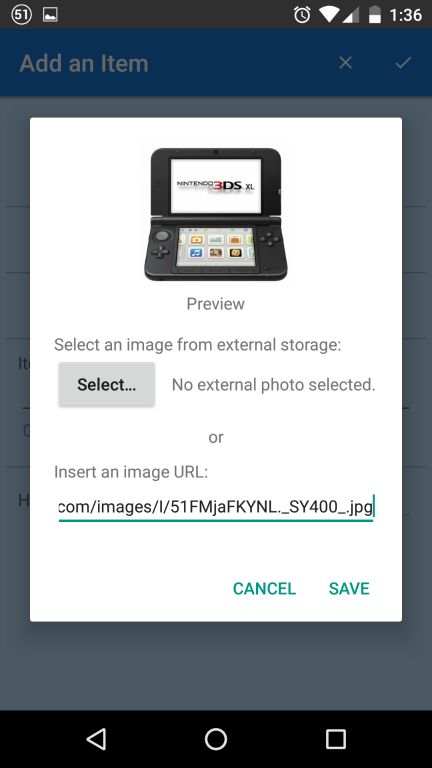 51
1:36
Add an Item
NINTENDO 3DS XL
Preview
Select an image from external storage:
Select...
No external photo selected.
or
Insert an image URL:
com/images/I/51FMjaFKYNL._SY400_.jpg
CANCEL
SAVE